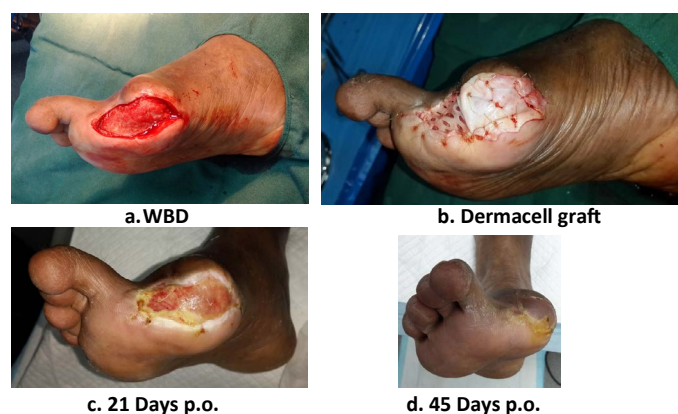 a.WBD
b. Dermacell graft
c. 21 Days p.o.
d. 45 Days p.o.